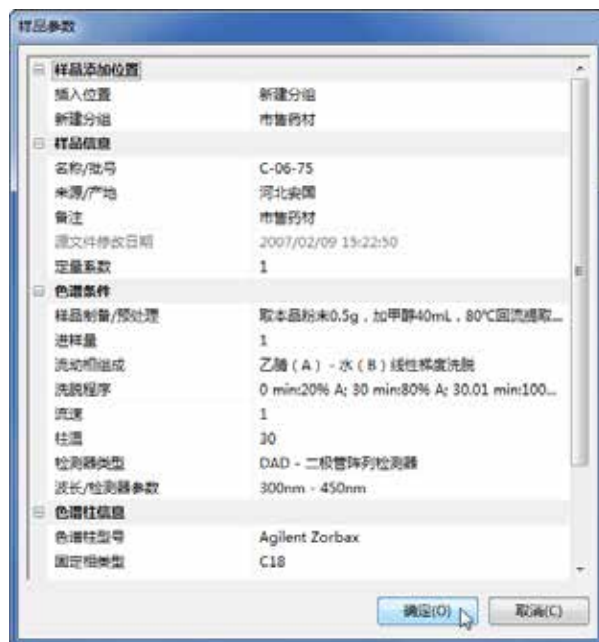 样品参数
样品添加位置
插入位置 新建分组
新建分组 市售药材
样品信息
名称/批号 C-06-75
来源/产地 河北安国
备注 市售药材
源文件修改日期 2007/02/09 15:22:50
定量系数 1
色谱条件
样品制备/预处理 取本品粉末0.5g，加甲醇40mL，80℃回流提取...
进样量 1
流动相组成 乙腈（A）-水（B）线性梯度洗脱
洗脱程序 0 min:20% A; 30 min:80% A; 30.01 min:100...
流速 1
柱温 30
检测器类型 DAD - 二极管阵列检测器
波长/检测器参数 300nm - 450nm
色谱柱信息
色谱柱型号 Agilent Zorbax
固定相类型 C18
确定(O) 取消(C)